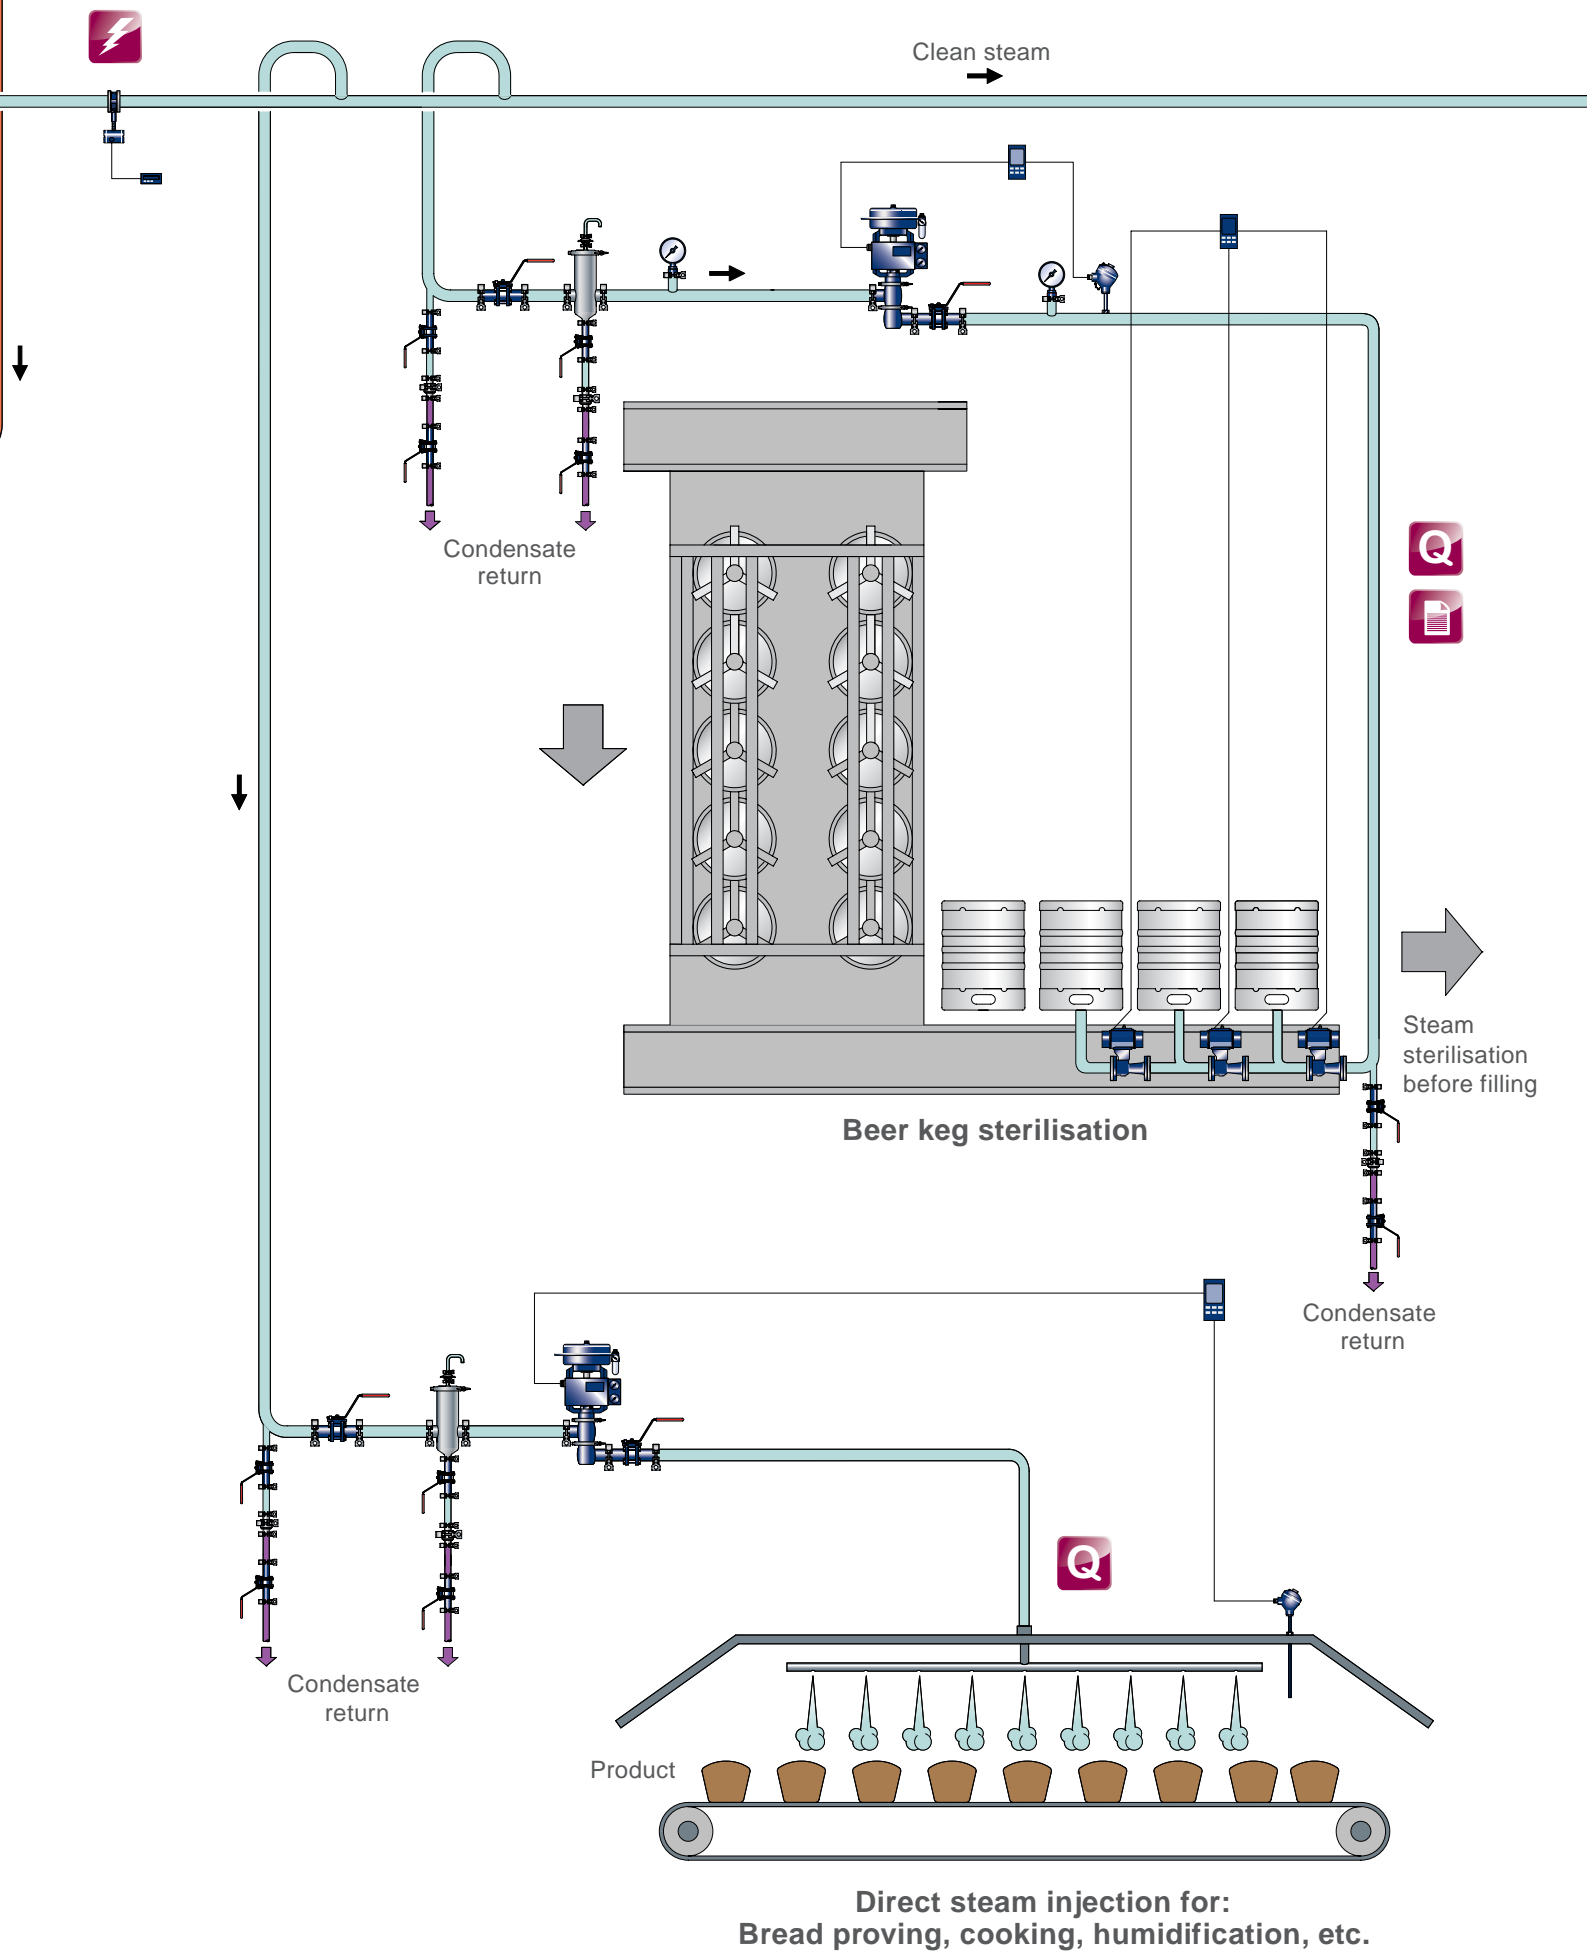 Clean steam
Condensate
return
Q
Steam
sterilisation
before filling
Beer keg sterilisation
Condensate
return
Q
Condensate
return
Product
Direct steam injection for:
Bread proving, cooking, humidification, etc.